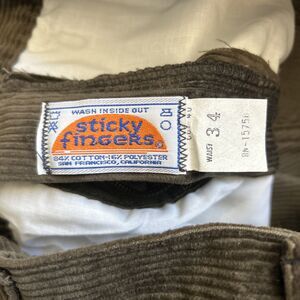 WASH INSIDE OUT
sticky
fingers
84% COTTON-16% POLYESTER
SAN FRANCISCO, CALIFORNIA
WAIST 34